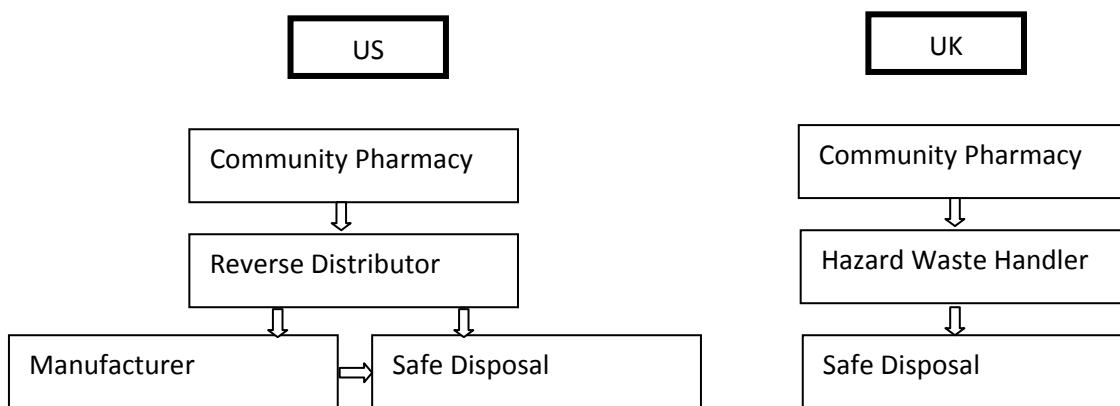 US
UK
Community Pharmacy
Community Pharmacy
Reverse Distributor
Hazard Waste Handler
Manufacturer
Safe Disposal
Safe Disposal